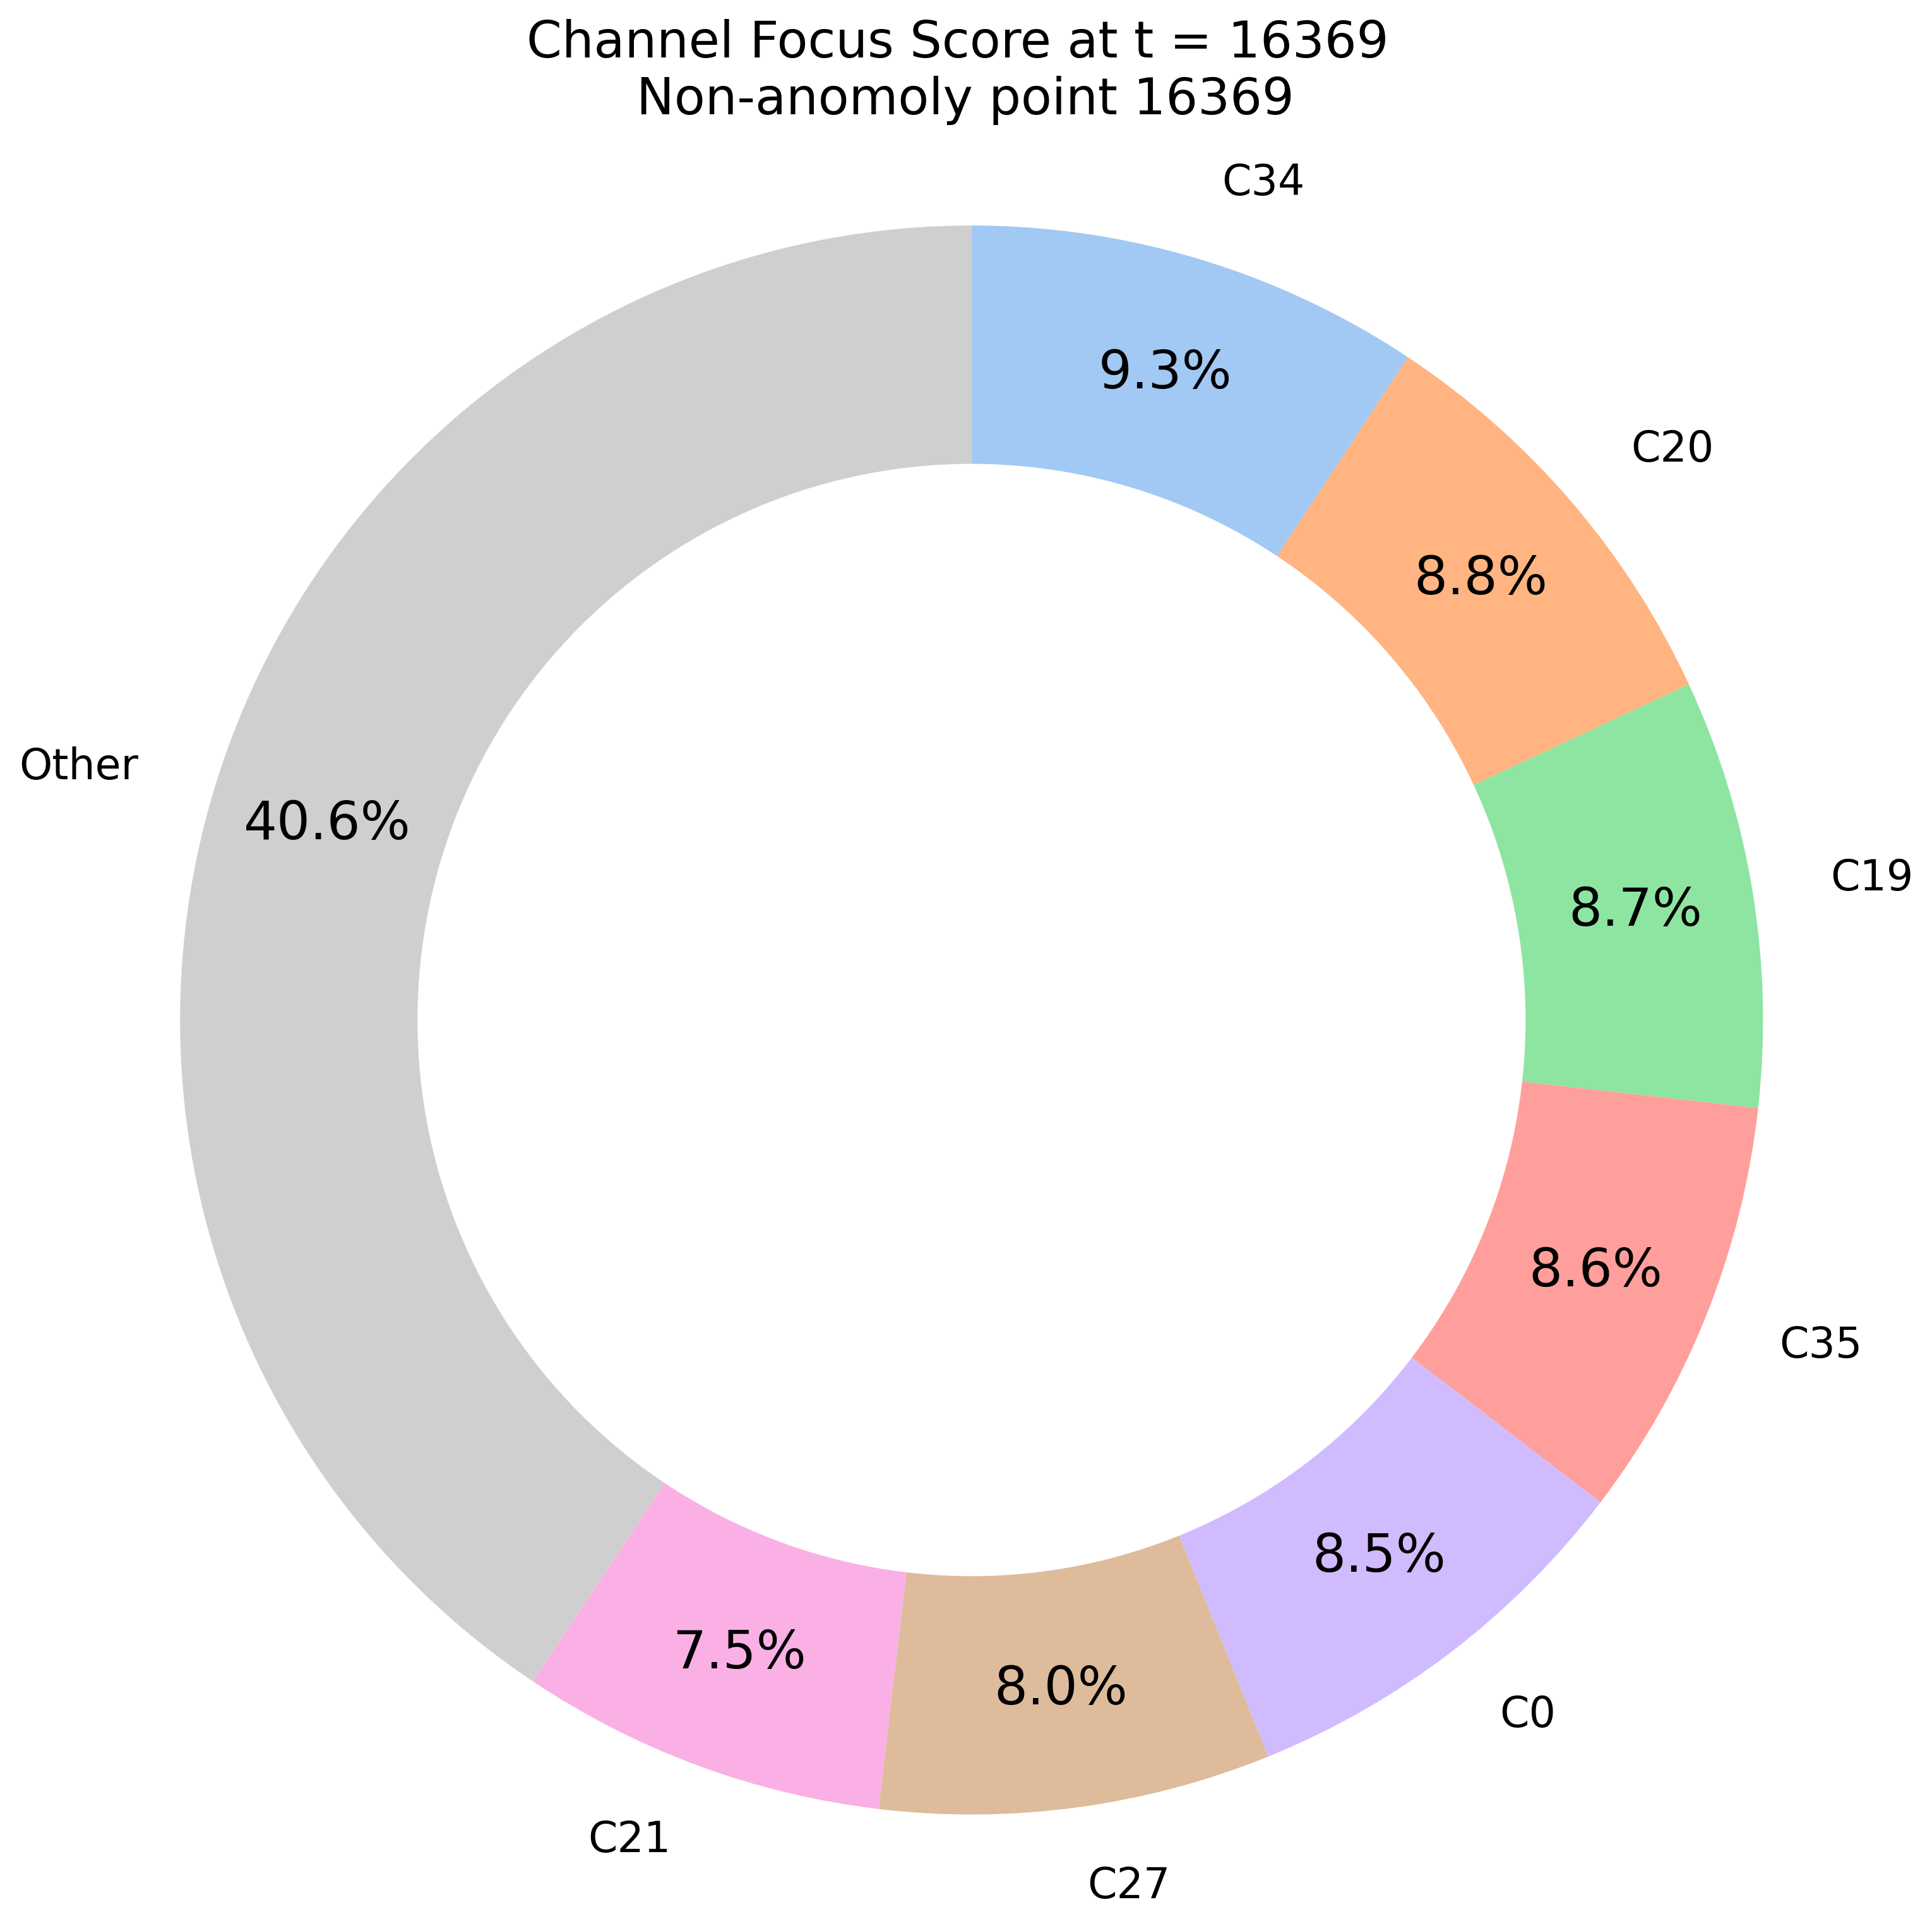 Channel Focus Score at t = 16369
Non-anomoly point 16369
C34
9.3%
C20
8.8%
C19
8.7%
C35
8.6%
C0
8.5%
C27
8.0%
C21
7.5%
Other
40.6%